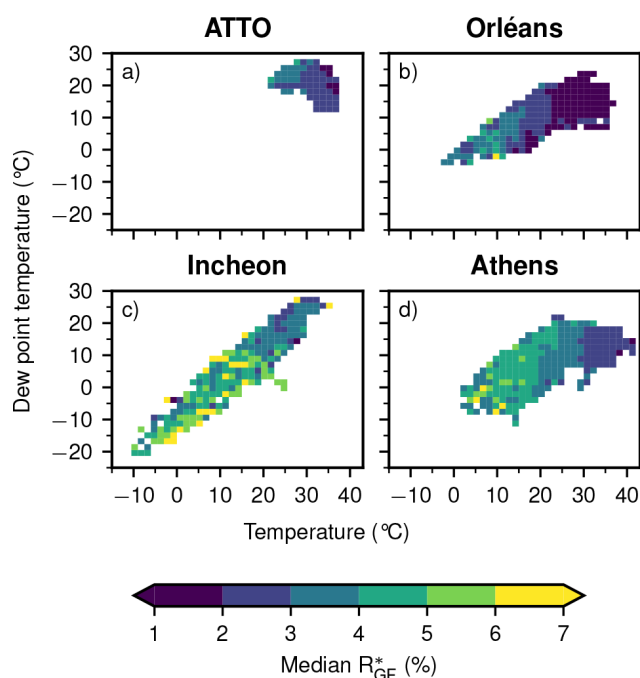 ATTO Orléans
30
20
10
0
−10
−20
a) b)
Incheon Athens
30
20
10
0
−10
−20
c) d)
−10 0 10 20 30 40 −10 0 10 20 30 40
Dew point temperature (°C)
Temperature (°C)
1 2 3 4 5 6 7
Median R*GF (%)